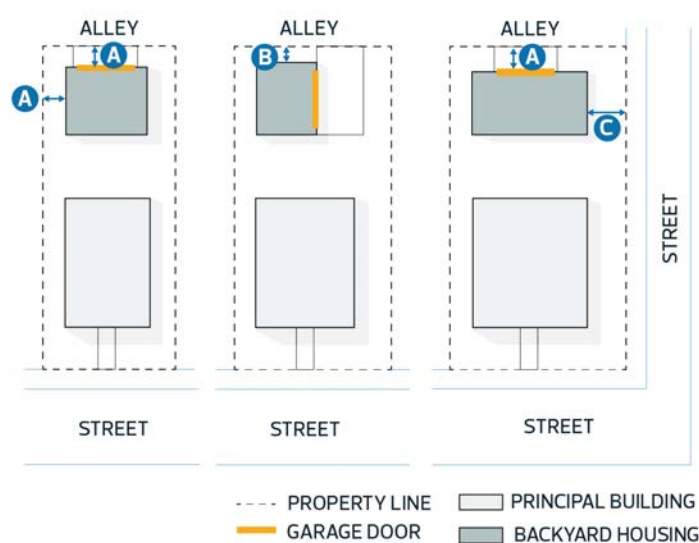 ALLEY
ALLEY
ALLEY
A
B
A
A
C
STREET
STREET
STREET
STREET
PROPERTY LINE
PRINCIPAL BUILDING
GARAGE DOOR
BACKYARD HOUSING